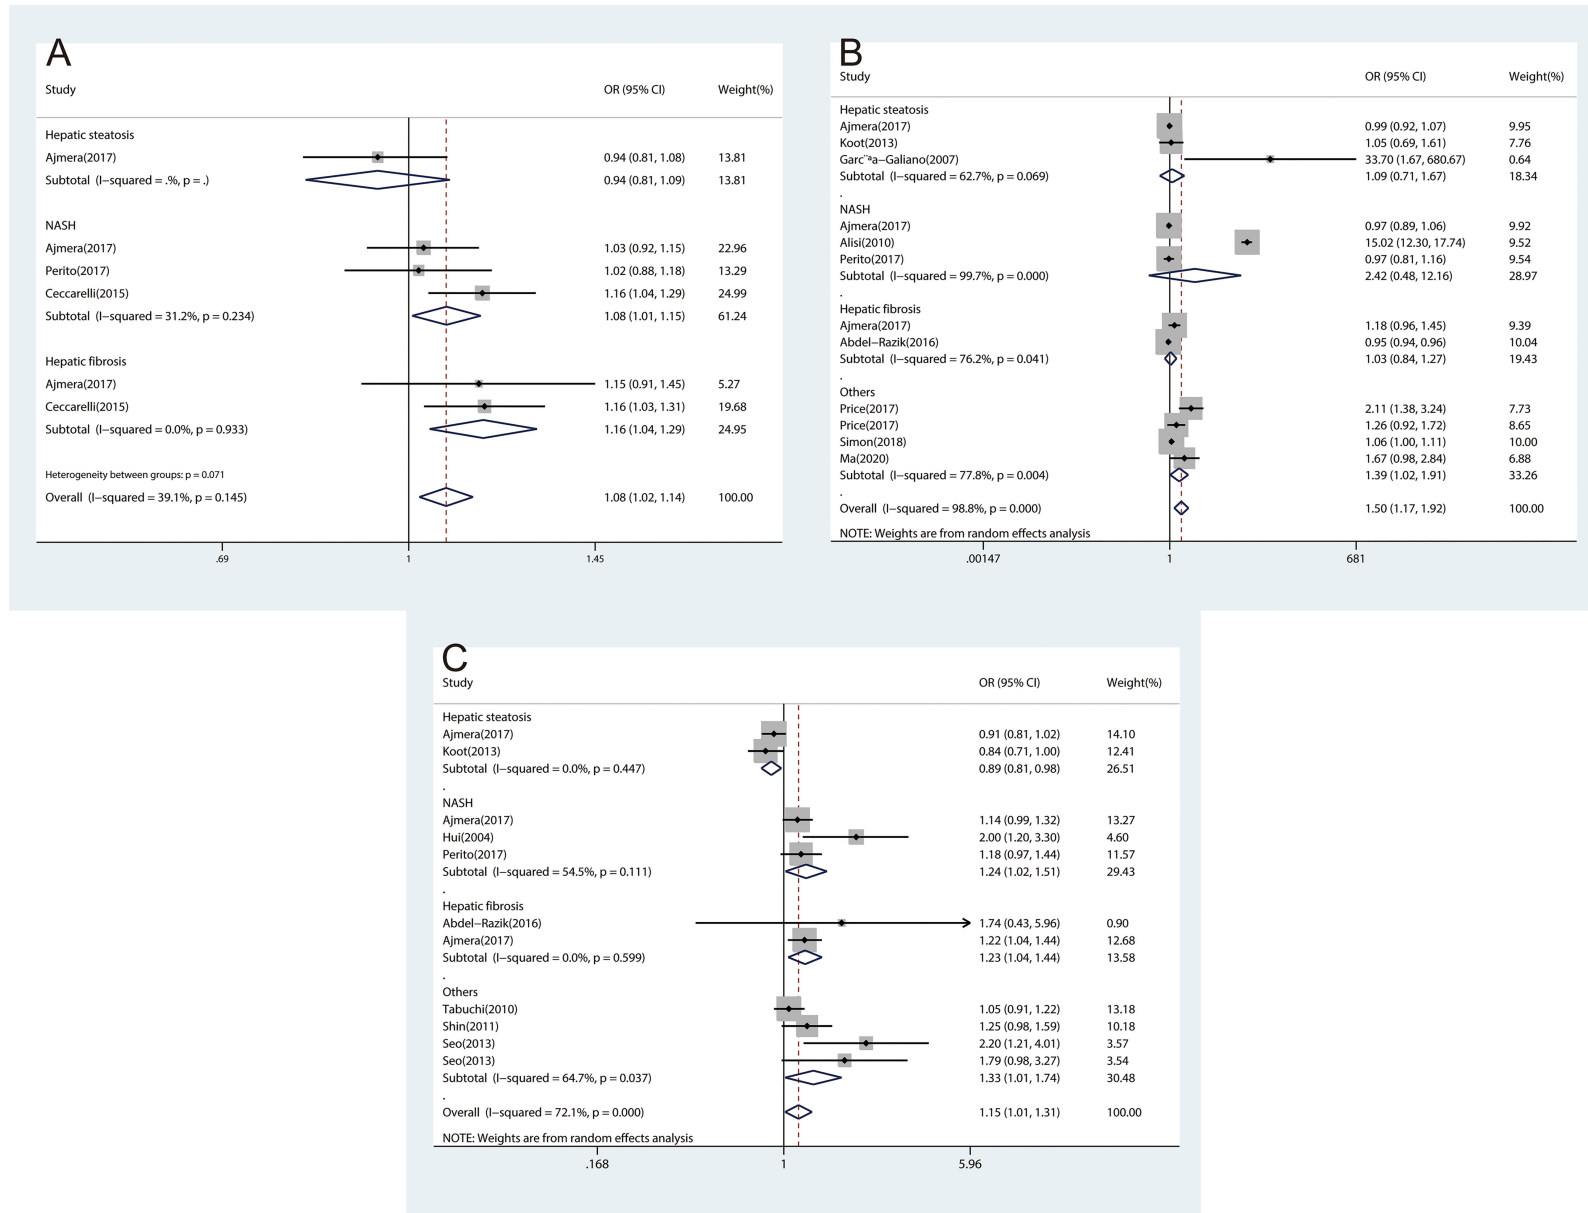 A
Study OR (95% CI) Weight(%)
Hepatic steatosis
Ajmera(2017) 0.94 (0.81, 1.08) 13.81
Subtotal (I−squared = .%, p = .) 0.94 (0.81, 1.09) 13.81
NASH
Ajmera(2017) 1.03 (0.92, 1.15) 22.96
Perito(2017) 1.02 (0.88, 1.18) 13.29
Ceccarelli(2015) 1.16 (1.04, 1.29) 24.99
Subtotal (I−squared = 31.2%, p = 0.234) 1.08 (1.01, 1.15) 61.24
Hepatic fibrosis
Ajmera(2017) 1.15 (0.91, 1.45) 5.27
Ceccarelli(2015) 1.16 (1.03, 1.31) 19.68
Subtotal (I−squared = 0.0%, p = 0.933) 1.16 (1.04, 1.29) 24.95
Heterogeneity between groups: p = 0.071
Overall (I−squared = 39.1%, p = 0.145) 1.08 (1.02, 1.14) 100.00
.69 1 1.45
B
Study OR (95% CI) Weight(%)
Hepatic steatosis
Ajmera(2017) 0.99 (0.92, 1.07) 9.95
Koot(2013) 1.05 (0.69, 1.61) 7.76
Garc¨ªa−Galiano(2007) 33.70 (1.67, 680.67) 0.64
Subtotal (I−squared = 62.7%, p = 0.069) 1.09 (0.71, 1.67) 18.34
.
NASH
Ajmera(2017) 0.97 (0.89, 1.06) 9.92
Alisi(2010) 15.02 (12.30, 17.74) 9.52
Perito(2017) 0.97 (0.81, 1.16) 9.54
Subtotal (I−squared = 99.7%, p = 0.000) 2.42 (0.48, 12.16) 28.97
.
Hepatic fibrosis
Ajmera(2017) 1.18 (0.96, 1.45) 9.39
Abdel−Razik(2016) 0.95 (0.94, 0.96) 10.04
Subtotal (I−squared = 76.2%, p = 0.041) 1.03 (0.84, 1.27) 19.43
.
Others
Price(2017) 2.11 (1.38, 3.24) 7.73
Price(2017) 1.26 (0.92, 1.72) 8.65
Simon(2018) 1.06 (1.00, 1.11) 10.00
Ma(2020) 1.67 (0.98, 2.84) 6.88
Subtotal (I−squared = 77.8%, p = 0.004) 1.39 (1.02, 1.91) 33.26
.
Overall (I−squared = 98.8%, p = 0.000) 1.50 (1.17, 1.92) 100.00
NOTE: Weights are from random effects analysis
.00147 1 681
C
Study OR (95% CI) Weight(%)
Hepatic steatosis
Ajmera(2017) 0.91 (0.81, 1.02) 14.10
Koot(2013) 0.84 (0.71, 1.00) 12.41
Subtotal (I−squared = 0.0%, p = 0.447) 0.89 (0.81, 0.98) 26.51
.
NASH
Ajmera(2017) 1.14 (0.99, 1.32) 13.27
Hui(2004) 2.00 (1.20, 3.30) 4.60
Perito(2017) 1.18 (0.97, 1.44) 11.57
Subtotal (I−squared = 54.5%, p = 0.111) 1.24 (1.02, 1.51) 29.43
.
Hepatic fibrosis
Abdel−Razik(2016) 1.74 (0.43, 5.96) 0.90
Ajmera(2017) 1.22 (1.04, 1.44) 12.68
Subtotal (I−squared = 0.0%, p = 0.599) 1.23 (1.04, 1.44) 13.58
.
Others
Tabuchi(2010) 1.05 (0.91, 1.22) 13.18
Shin(2011) 1.25 (0.98, 1.59) 10.18
Seo(2013) 2.20 (1.21, 4.01) 3.57
Seo(2013) 1.79 (0.98, 3.27) 3.54
Subtotal (I−squared = 64.7%, p = 0.037) 1.33 (1.01, 1.74) 30.48
.
Overall (I−squared = 72.1%, p = 0.000) 1.15 (1.01, 1.31) 100.00
NOTE: Weights are from random effects analysis
.168 1 5.96